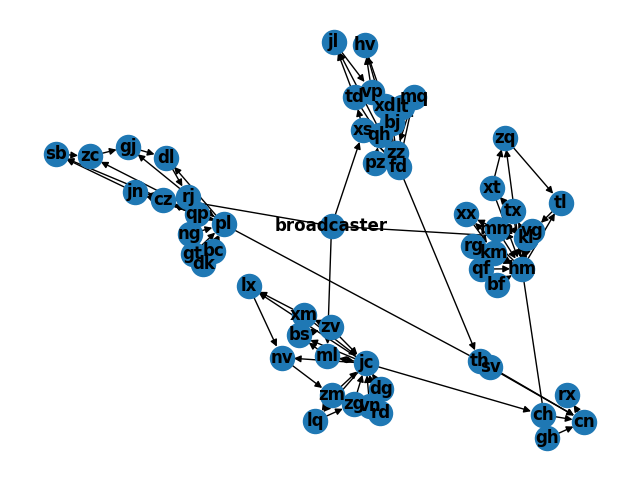 jl
hv
td
vp
xd
lt
mq
bj
xs
qh
zz
pz
fd
zq
sb
zc
gj
dl
jn
cz
rj
qp
pl
ng
gt
bc
dk
broadcaster
xt
tl
xx
tx
mm
vg
rg
km
qf
nm
bf
lx
xm
bs
zv
nv
ml
jc
zm
dg
zg
vn
rd
lq
th
sv
rx
ch
cn
gh